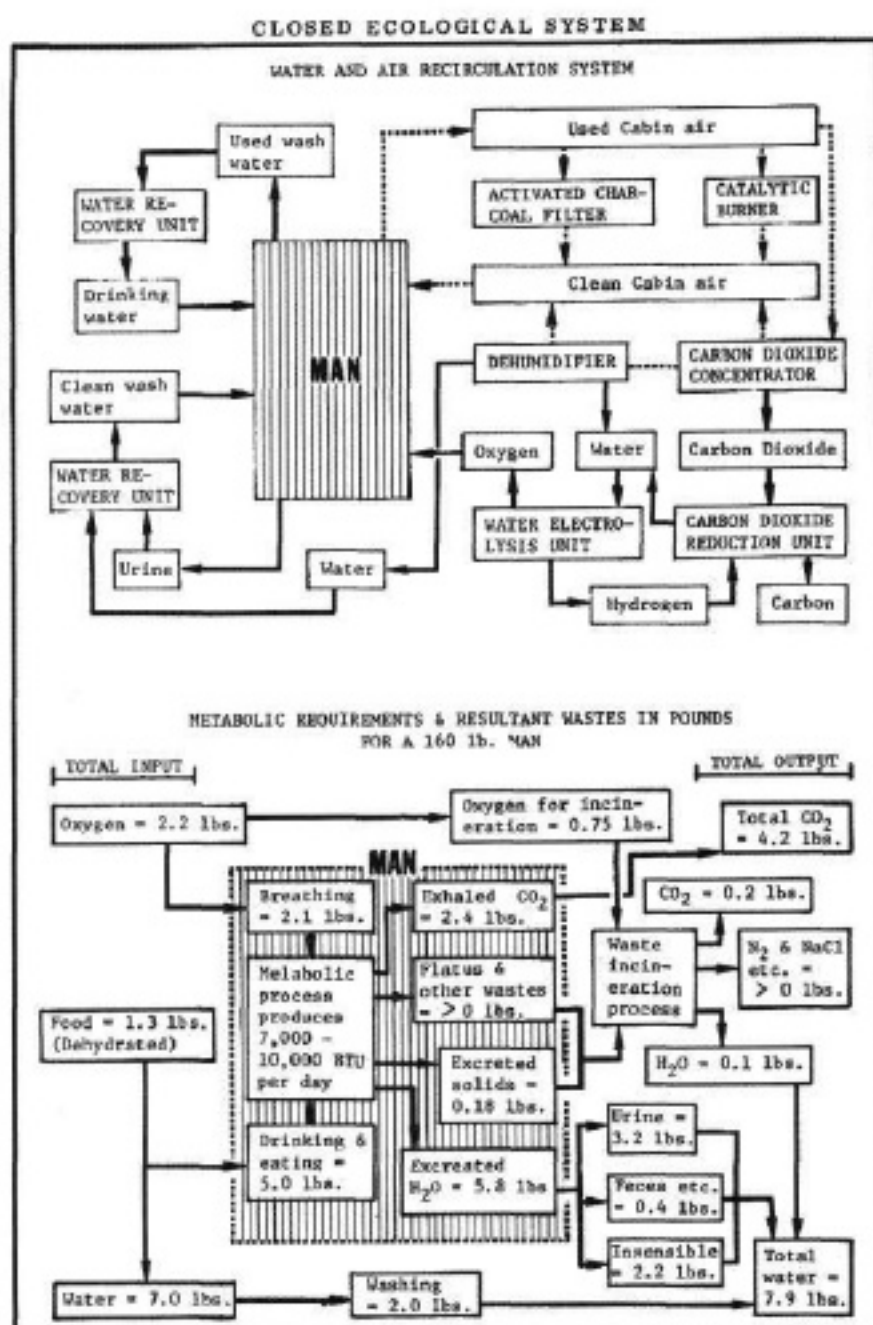 CLOSED ECOLOGICAL SYSTEM
WATER AND AIR RECIRCULATION SYSTEM
Used wash
water
Used Cabin air
WATER RE-
COVERY UNIT
ACTIVATED CHAR-
COAL FILTER
CATALYTIC
BURNER
Drinking
water
Clean Cabin air
MAN
DEHUMIDIFIER
CARBON DIOXIDE
CONCENTRATOR
Clean wash
water
Oxygen
Water
Carbon Dioxide
WATER RE-
COVERY UNIT
WATER ELECTRO-
LYSIS UNIT
CARBON DIOXIDE
REDUCTION UNIT
Urine
Water
Hydrogen
Carbon
METABOLIC REQUIREMENTS & RESULTANT WASTES IN POUNDS
FOR A 160 lb. MAN
TOTAL INPUT
TOTAL OUTPUT
Oxygen = 2.2 lbs.
Oxygen for incin-
eration = 0.75 lbs.
Total CO₂
= 4.2 lbs.
MAN
Breathing
= 2.1 lbs.
Exhaled CO₂
= 2.4 lbs.
CO₂ = 0.2 lbs.
Metabolic
process
produces
7,000 -
10,000 BTU
per day
Flatus &
other wastes
= > 0 lbs.
Waste
incin-
eration
process
N₂ & NaCl
etc. =
> 0 lbs.
Food = 1.3 lbs.
(Dehydrated)
Excreted
solids =
0.18 lbs.
H₂O = 0.1 lbs.
Drinking &
eating =
5.0 lbs.
Excreated
H₂O = 5.8 lbs
Urine =
3.2 lbs.
Feces etc.
= 0.4 lbs.
Insensible
= 2.2 lbs.
Water = 7.0 lbs.
Washing
= 2.0 lbs.
Total
water =
7.9 lbs.